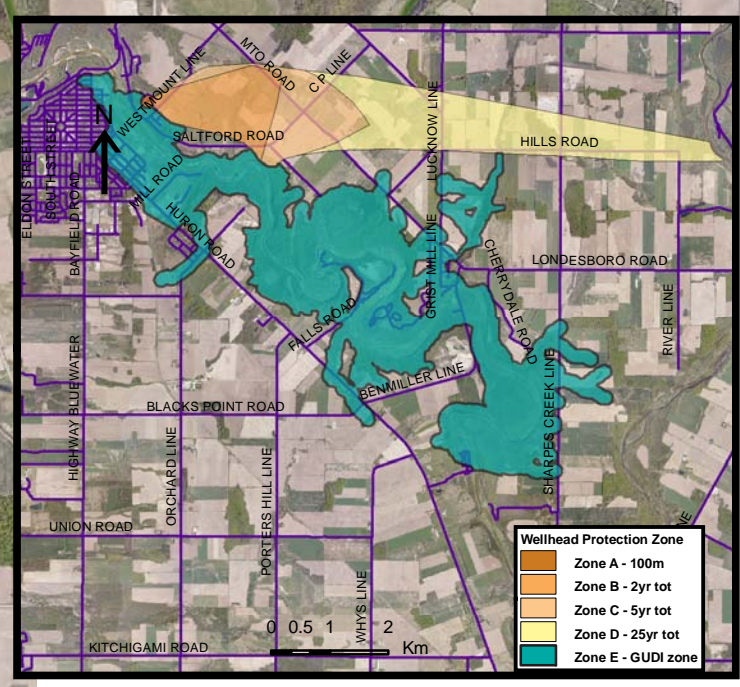 MTO ROAD
WESTMOUNT LINE
C P LINE
LUCKNOW LINE
N
SALTFORD ROAD
HILLS ROAD
ELDON STREET
SOUTH STREET
BAYFIELD ROAD
MILL ROAD
HURON ROAD
GRIST MILL LINE
CHERRYDALE ROAD
LONDESBORO ROAD
RIVER LINE
FALLS ROAD
BENMILLER LINE
SHARPES CREEK LINE
BLACKS POINT ROAD
HIGHWAY BLUEWATER
ORCHARD LINE
PORTERS HILL LINE
UNION ROAD
WHYS LINE
KITCHIGAMI ROAD
0 0.5 1 2
Km
Wellhead Protection Zone
Zone A - 100m
Zone B - 2yr tot
Zone C - 5yr tot
Zone D - 25yr tot
Zone E - GUDI zone